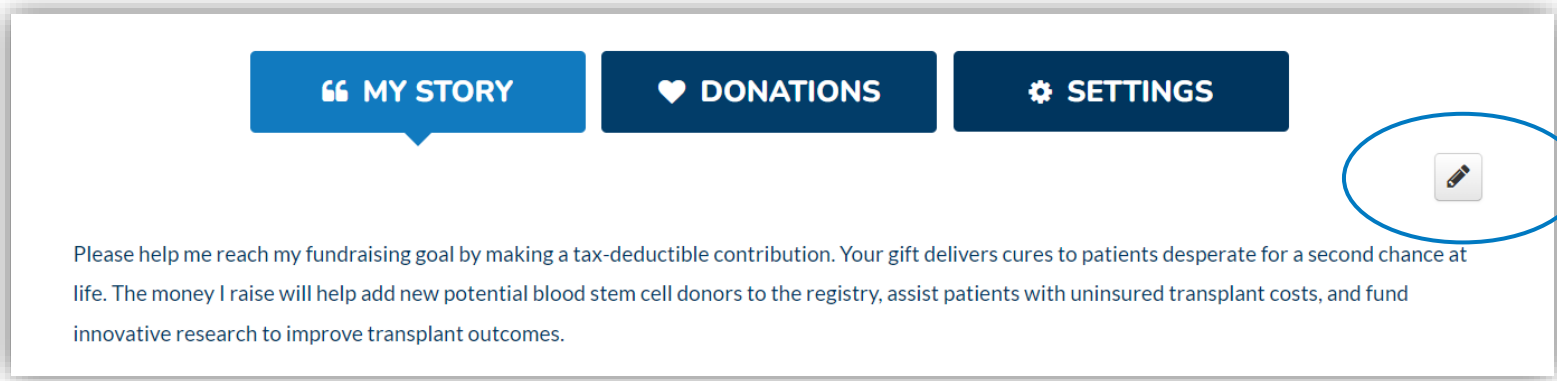 MY STORY
DONATIONS
SETTINGS
Please help me reach my fundraising goal by making a tax-deductible contribution. Your gift delivers cures to patients desperate for a second chance at
life. The money I raise will help add new potential blood stem cell donors to the registry, assist patients with uninsured transplant costs, and fund
innovative research to improve transplant outcomes.